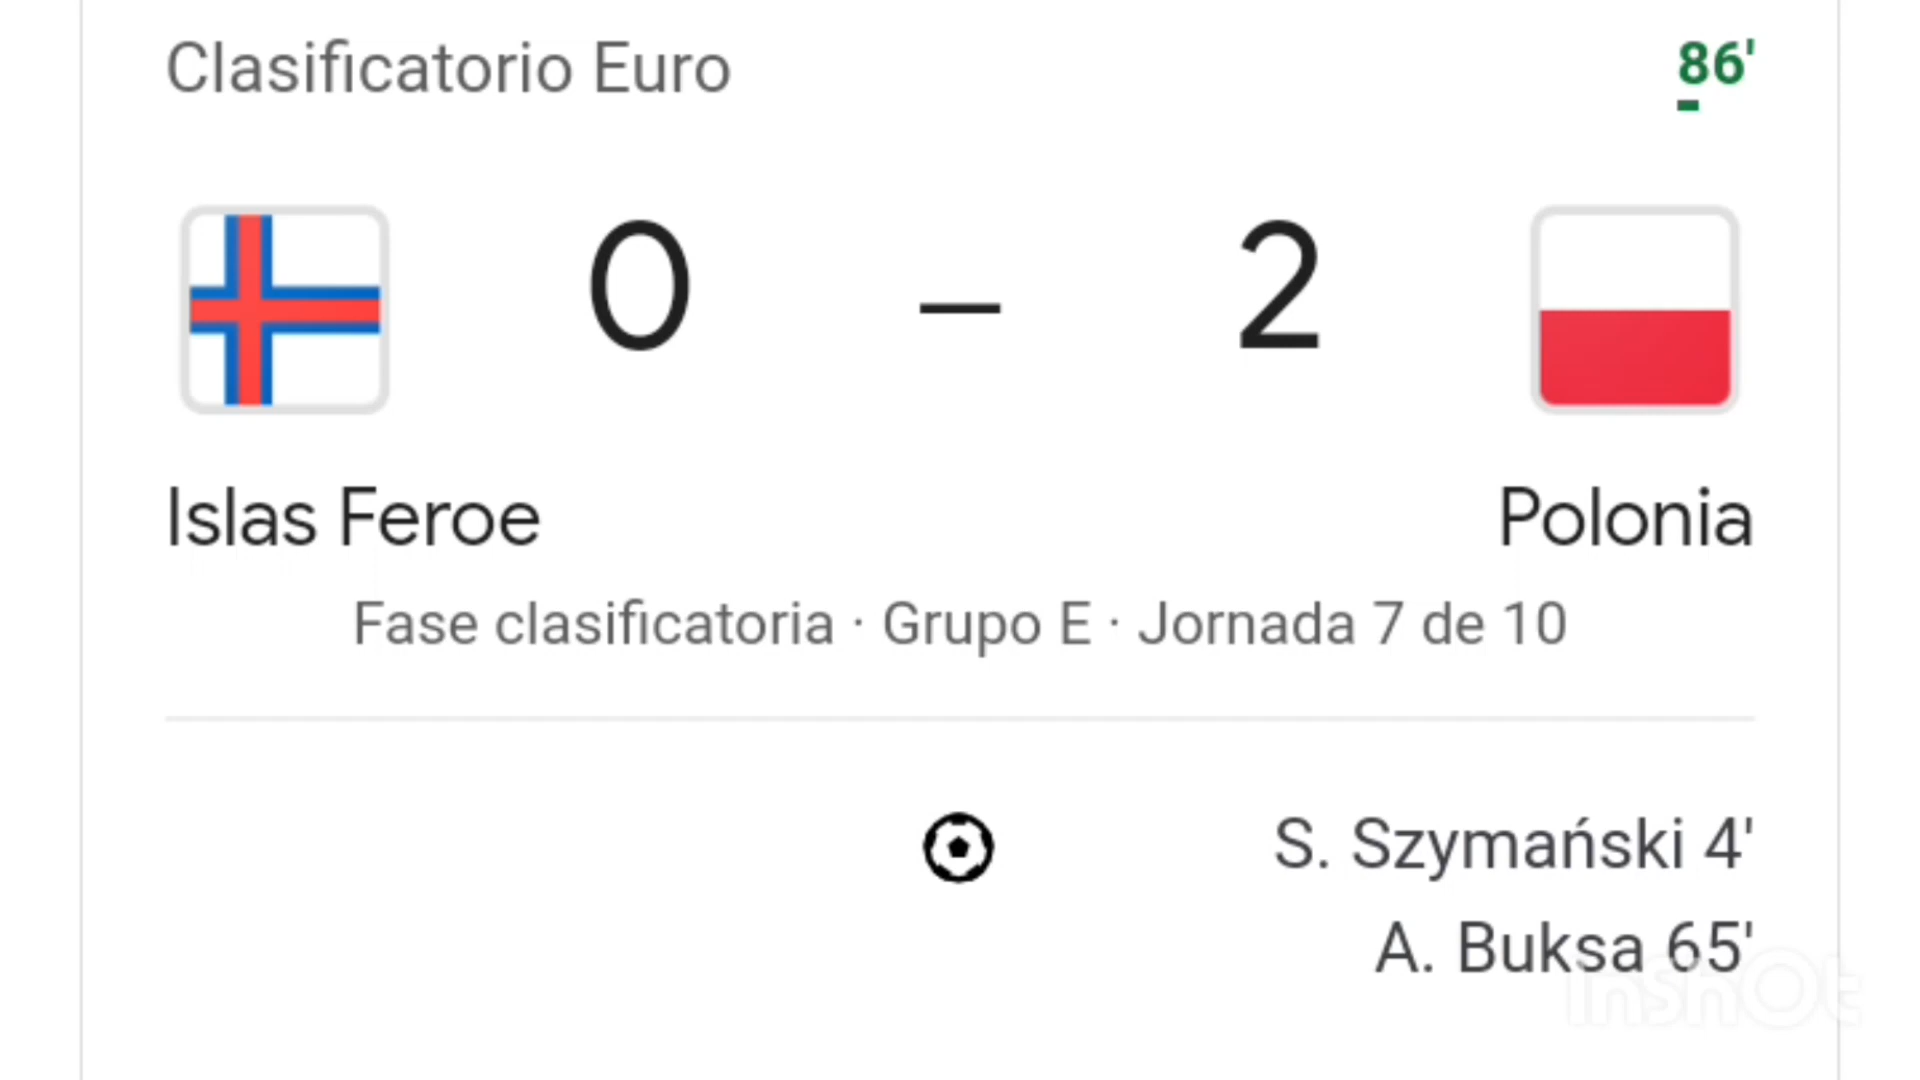 Clasificatorio Euro 86'
0 – 2
Islas Feroe Polonia
Fase clasificatoria · Grupo E · Jornada 7 de 10
S. Szymański 4'
A. Buksa 65'
InshOt